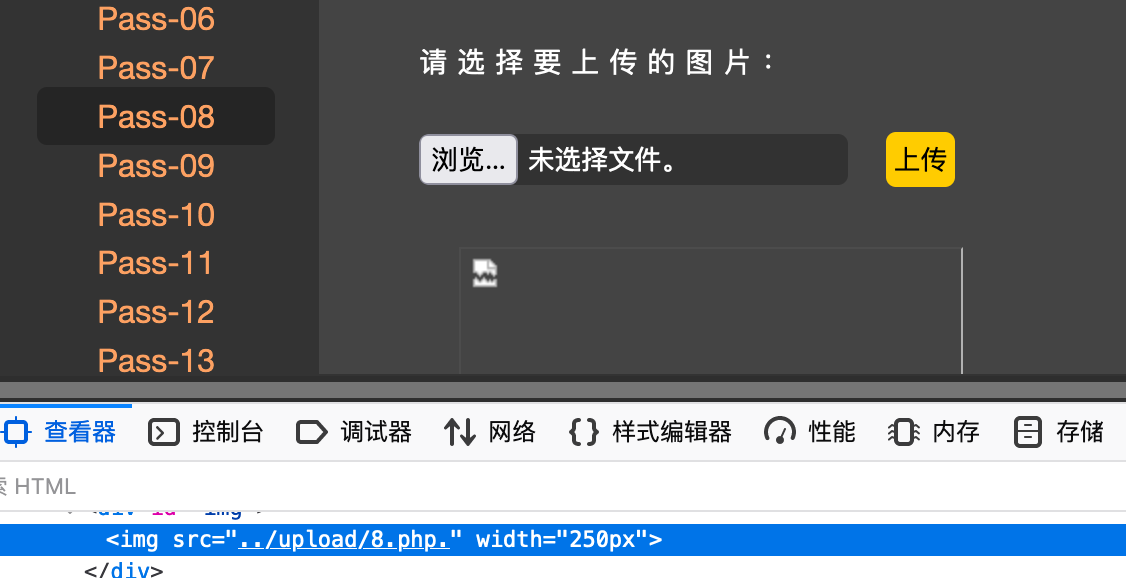 Pass-06
Pass-07
Pass-08
Pass-09
Pass-10
Pass-11
Pass-12
Pass-13
请选择要上传的图片：
浏览... 未选择文件。 上传
查看器 控制台 调试器 网络 样式编辑器 性能 内存 存储
HTML
<img src="../upload/8.php." width="250px">
</div>